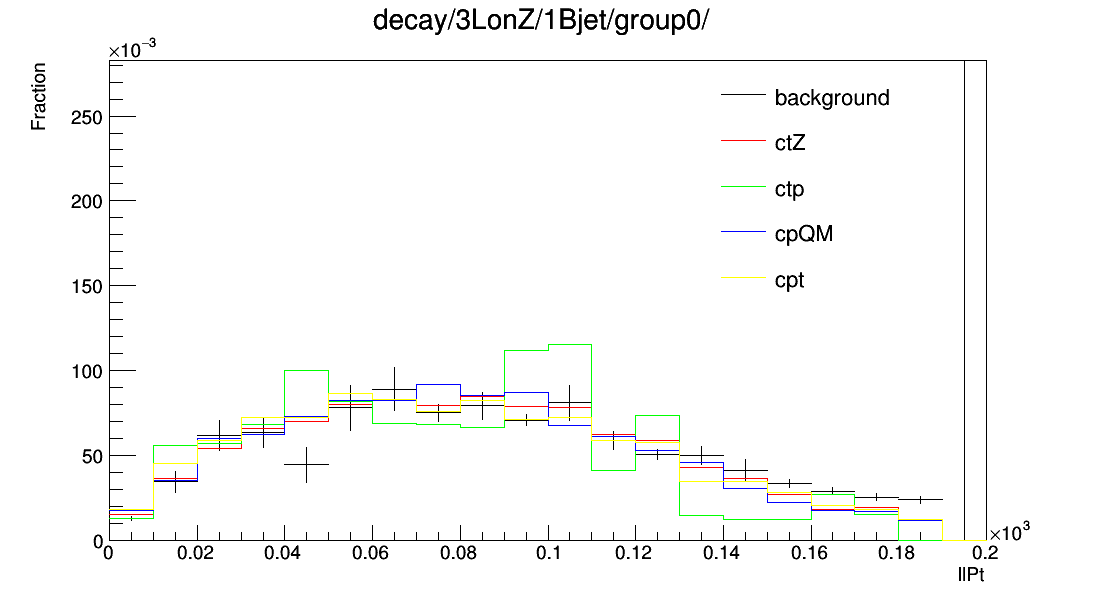 decay/3LonZ/1Bjet/group0/
×10⁻³
Fraction
250
200
150
100
50
0
background
ctZ
ctp
cpQM
cpt
0 0.02 0.04 0.06 0.08 0.1 0.12 0.14 0.16 0.18 0.2
×10³
llPt